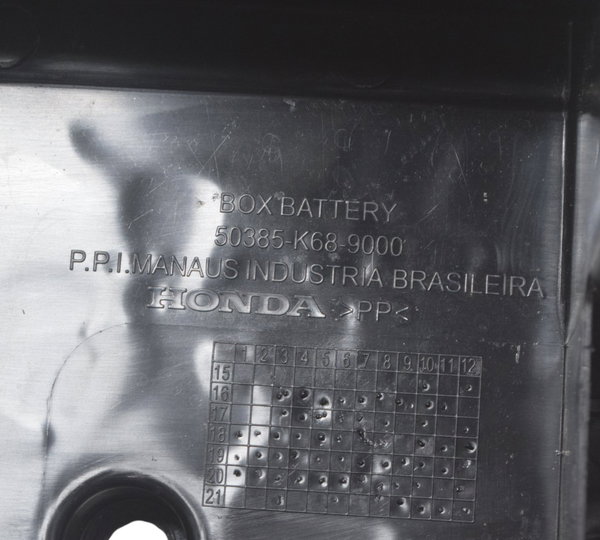 BOX BATTERY
50385-K68-9000
P.P.I.MANAUS INDUSTRIA BRASILEIRA
HONDA >PP<
1 2 3 4 5 6 7 8 9 10 11 12
15
16
17
18
19
20
21